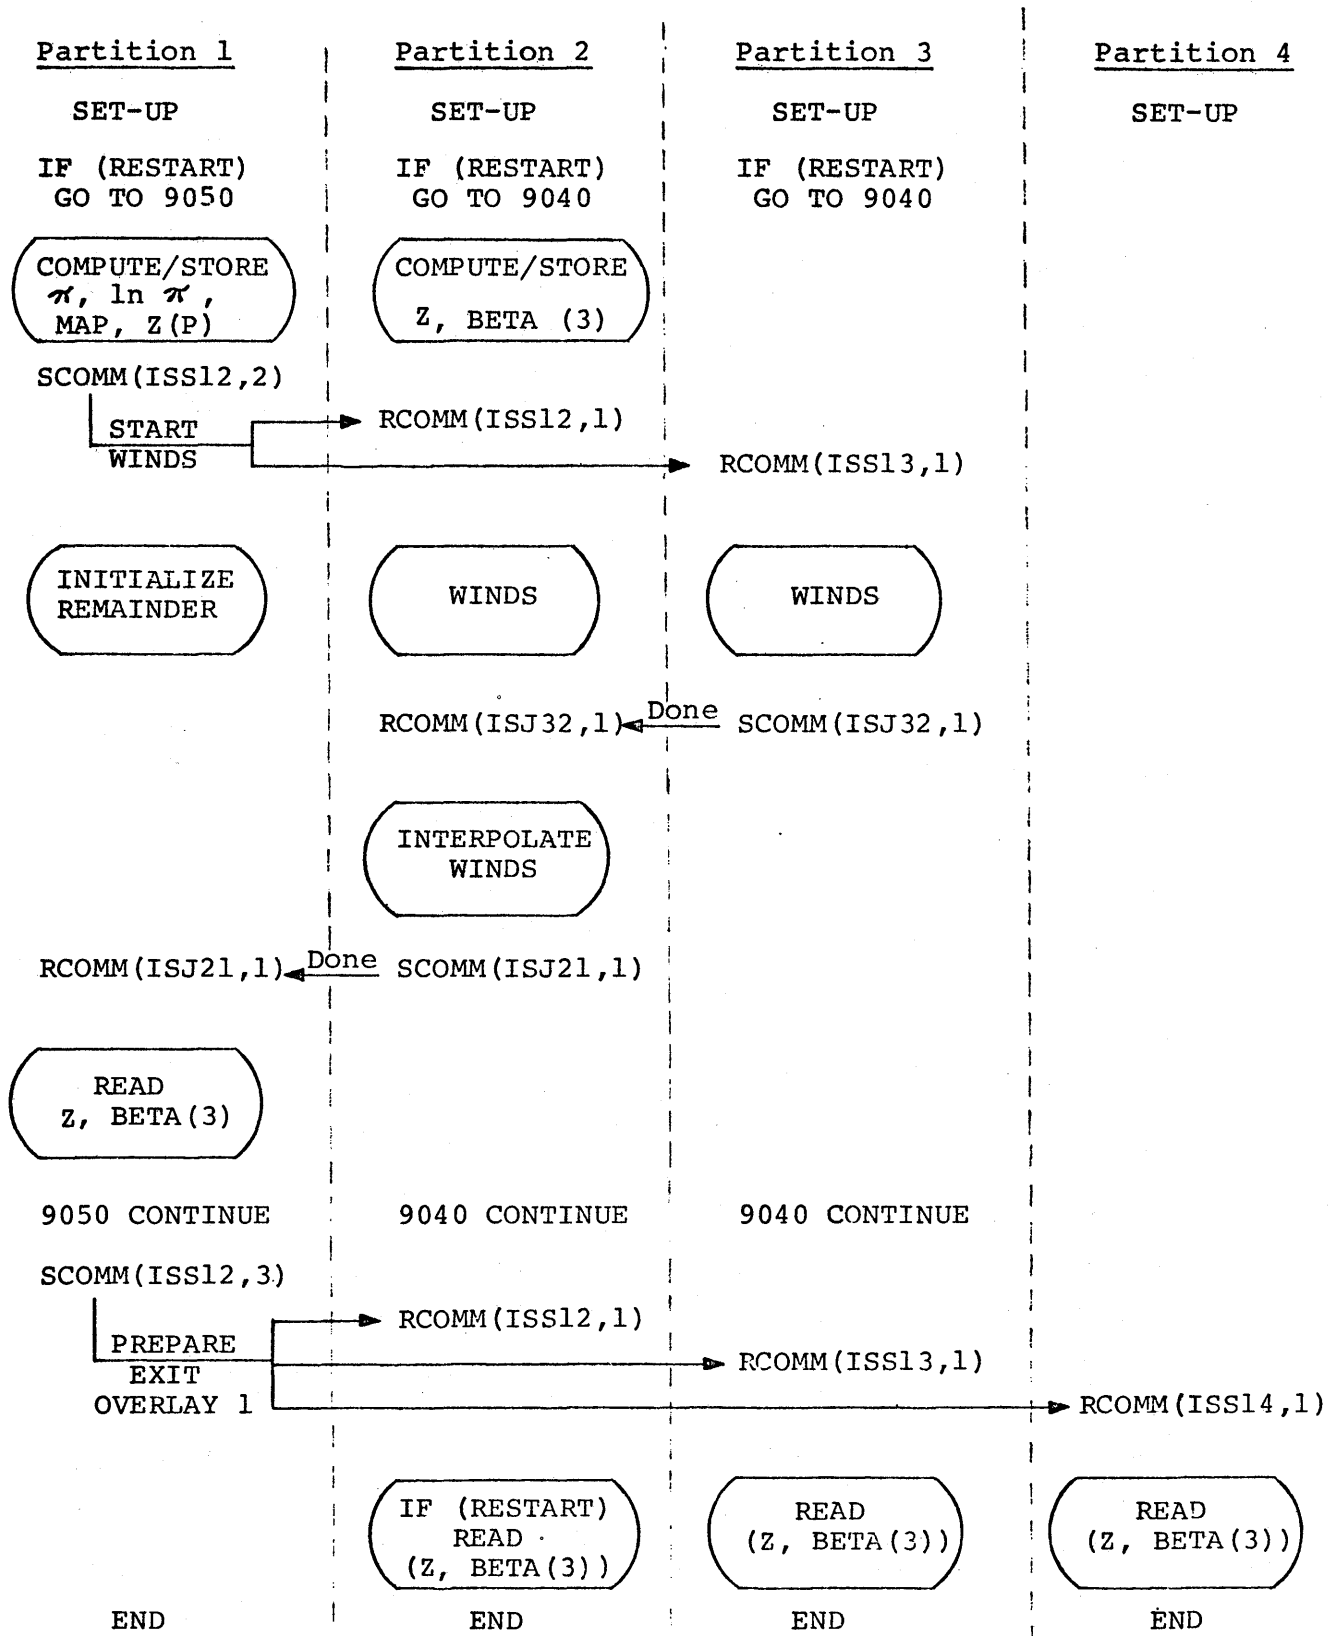 Partition 1 Partition 2 Partition 3 Partition 4
SET-UP SET-UP SET-UP SET-UP
IF (RESTART) IF (RESTART) IF (RESTART)
GO TO 9050 GO TO 9040 GO TO 9040
COMPUTE/STORE
π, ln π,
MAP, Z(P)
COMPUTE/STORE
Z, BETA (3)
SCOMM(ISS12,2)
START
WINDS
RCOMM(ISS12,1)
RCOMM(ISS13,1)
INITIALIZE
REMAINDER
WINDS
WINDS
RCOMM(ISJ32,1) Done SCOMM(ISJ32,1)
INTERPOLATE
WINDS
RCOMM(ISJ21,1) Done SCOMM(ISJ21,1)
READ
Z, BETA(3)
9050 CONTINUE 9040 CONTINUE 9040 CONTINUE
SCOMM(ISS12,3)
PREPARE
EXIT
OVERLAY 1
RCOMM(ISS12,1)
RCOMM(ISS13,1)
RCOMM(ISS14,1)
IF (RESTART)
READ
(Z, BETA(3))
READ
(Z, BETA(3))
READ
(Z, BETA(3))
END END END END